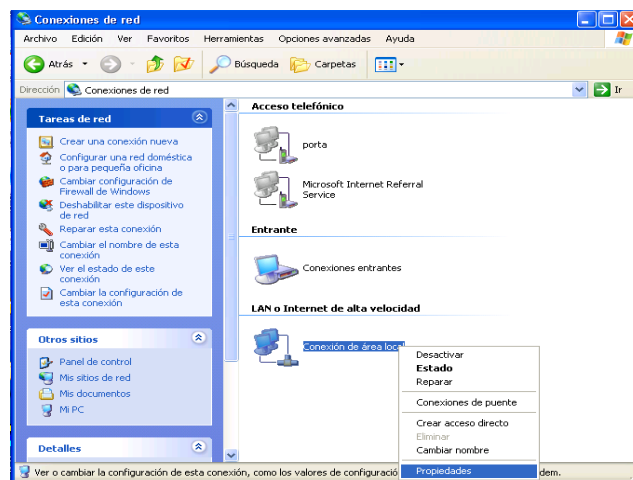 Conexiones de red
Archivo Edición Ver Favoritos Herramientas Opciones avanzadas Ayuda
Atrás Búsqueda Carpetas
Dirección Conexiones de red Ir
Tareas de red
Crear una conexión nueva
Configurar una red doméstica
o para pequeña oficina
Cambiar configuración de
Firewall de Windows
Deshabilitar este dispositivo
de red
Reparar esta conexión
Cambiar el nombre de esta
conexión
Ver el estado de este
conexión
Cambiar la configuración de
esta conexión
Otros sitios
Panel de control
Mis sitios de red
Mis documentos
Mi PC
Detalles
Acceso telefónico
porta
Microsoft Internet Referral
Service
Entrante
Conexiones entrantes
LAN o Internet de alta velocidad
Conexión de área local
Desactivar
Estado
Reparar
Conexiones de puente
Crear acceso directo
Eliminar
Cambiar nombre
Propiedades
Ver o cambiar la configuración de esta conexión, como los valores de configuració dem.